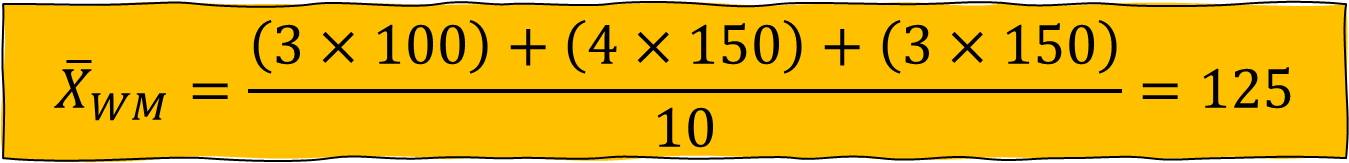 X̄_WM = ((3 × 100) + (4 × 150) + (3 × 150)) / 10 = 125